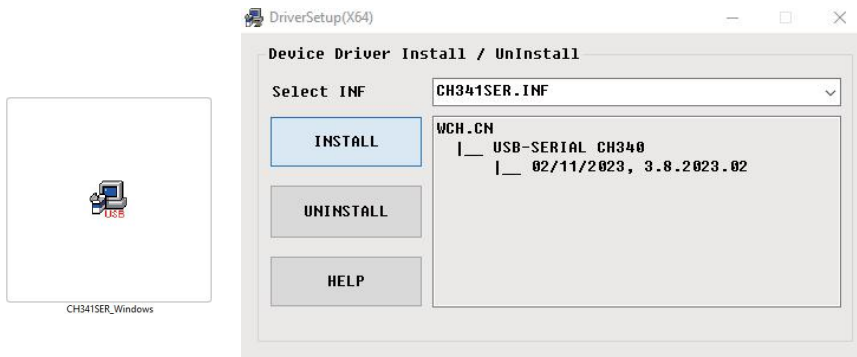 DriverSetup(X64)
Device Driver Install / UnInstall
Select INF
CH341SER.INF
INSTALL
WCH.CN
|__ USB-SERIAL CH340
|__ 02/11/2023, 3.8.2023.02
UNINSTALL
HELP
USB
CH341SER_Windows